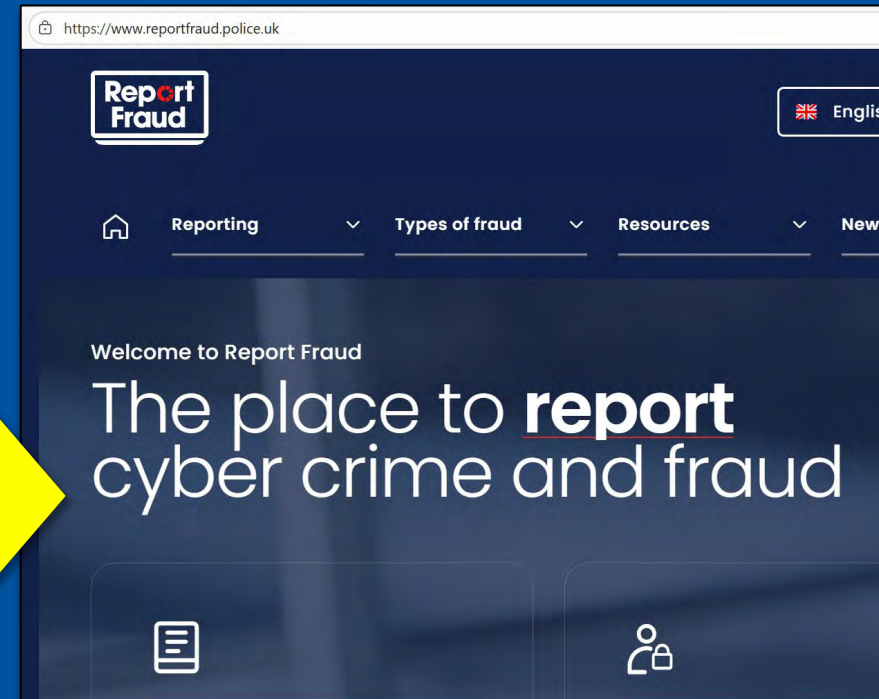 https://www.reportfraud.police.uk
Report
Fraud
Reporting
Types of fraud
Resources
Welcome to Report Fraud
The place to report
cyber crime and fraud